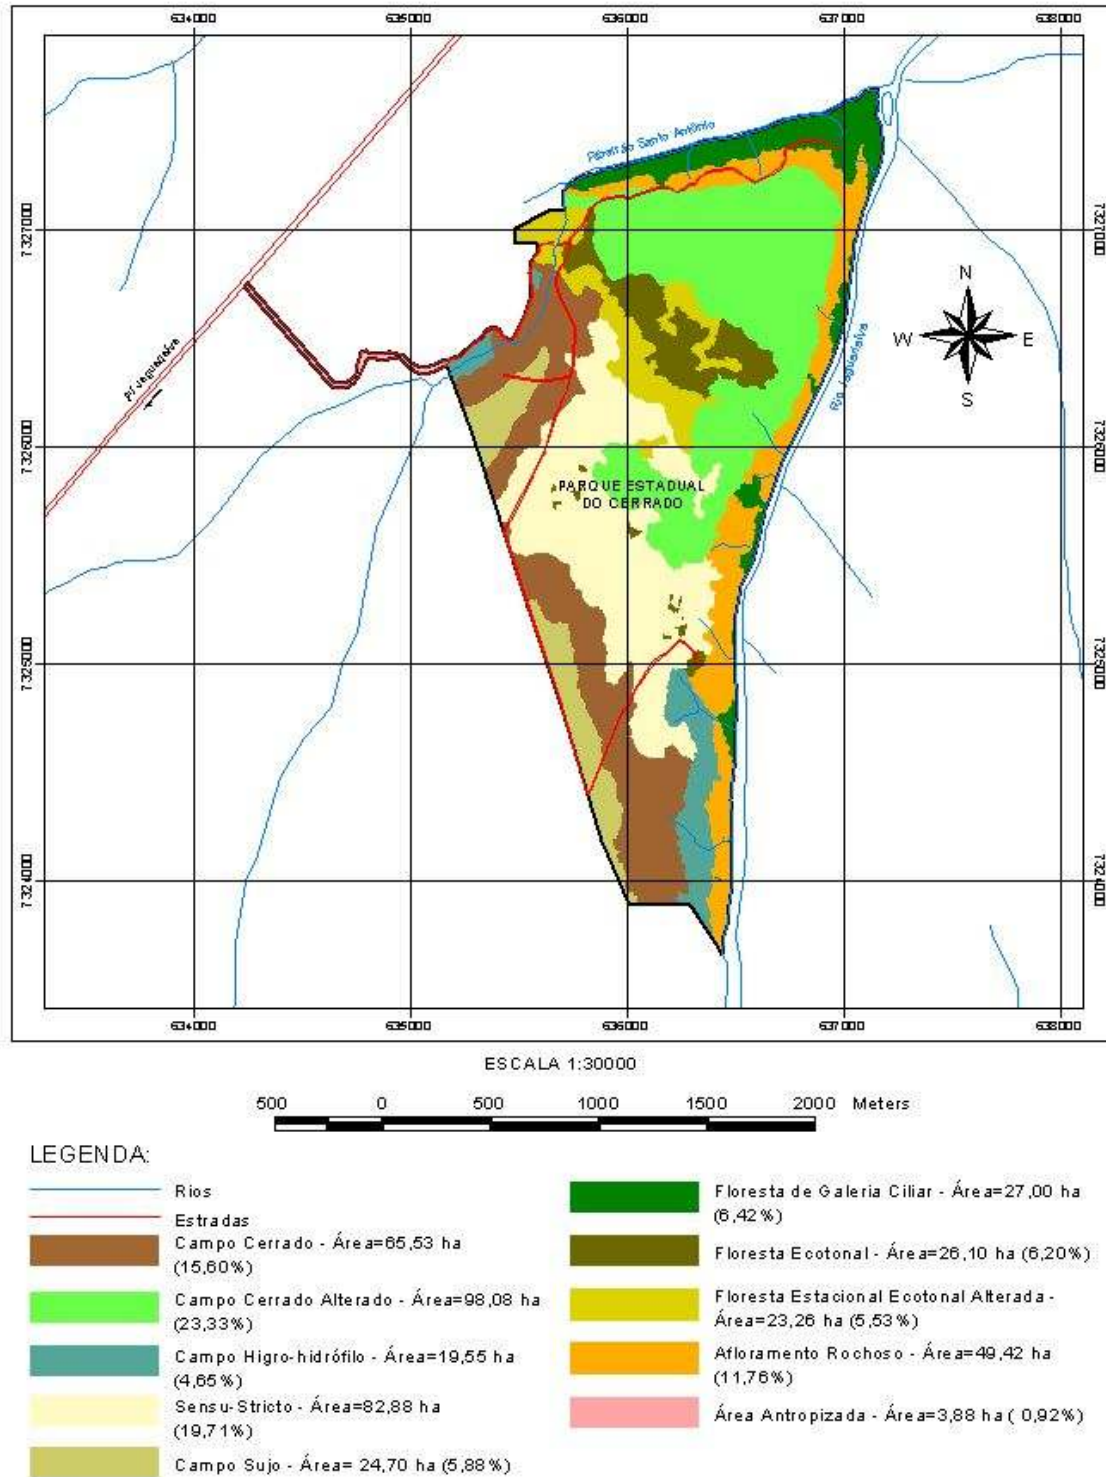 634000 635000 636000 637000 638000
Ribeirão Santo Antônio
7327000 7327000
N
W E
S
P/ Jaguariaíva
Rio Jaguariaíva
7326000 7326000
PARQUE ESTADUAL
DO CERRADO
7325000 7325000
7324000 7324000
634000 635000 636000 637000 638000
ESCALA 1:30000
500 0 500 1000 1500 2000 Meters
LEGENDA:
Rios
Estradas
Campo Cerrado - Área=65,53 ha
(15,60%)
Campo Cerrado Alterado - Área=98,08 ha
(23,33%)
Campo Higro-hidrófilo - Área=19,55 ha
(4,65%)
Sensu-Stricto - Área=82,88 ha
(19,71%)
Campo Sujo - Área= 24,70 ha (5,88%)
Floresta de Galeria Ciliar - Área=27,00 ha
(6,42%)
Floresta Ecotonal - Área=26,10 ha (6,20%)
Floresta Estacional Ecotonal Alterada -
Área=23,26 ha (5,53%)
Afloramento Rochoso - Área=49,42 ha
(11,76%)
Área Antropizada - Área=3,88 ha ( 0,92%)